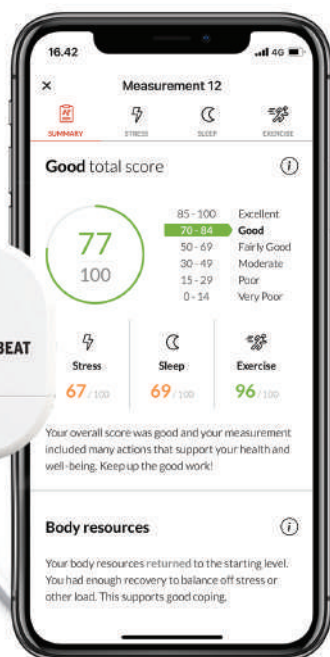 16.42
4G
Measurement 12
SUMMARY STRESS SLEEP EXERCISE
Good total score
77
100
85 - 100 Excellent
70 - 84 Good
50 - 69 Fairly Good
30 - 49 Moderate
15 - 29 Poor
0 - 14 Very Poor
BEAT
Stress Sleep Exercise
67/100 69/100 96/100
Your overall score was good and your measurement
included many actions that support your health and
well-being. Keep up the good work!
Body resources
Your body resources returned to the starting level.
You had enough recovery to balance off stress or
other load. This supports good coping.